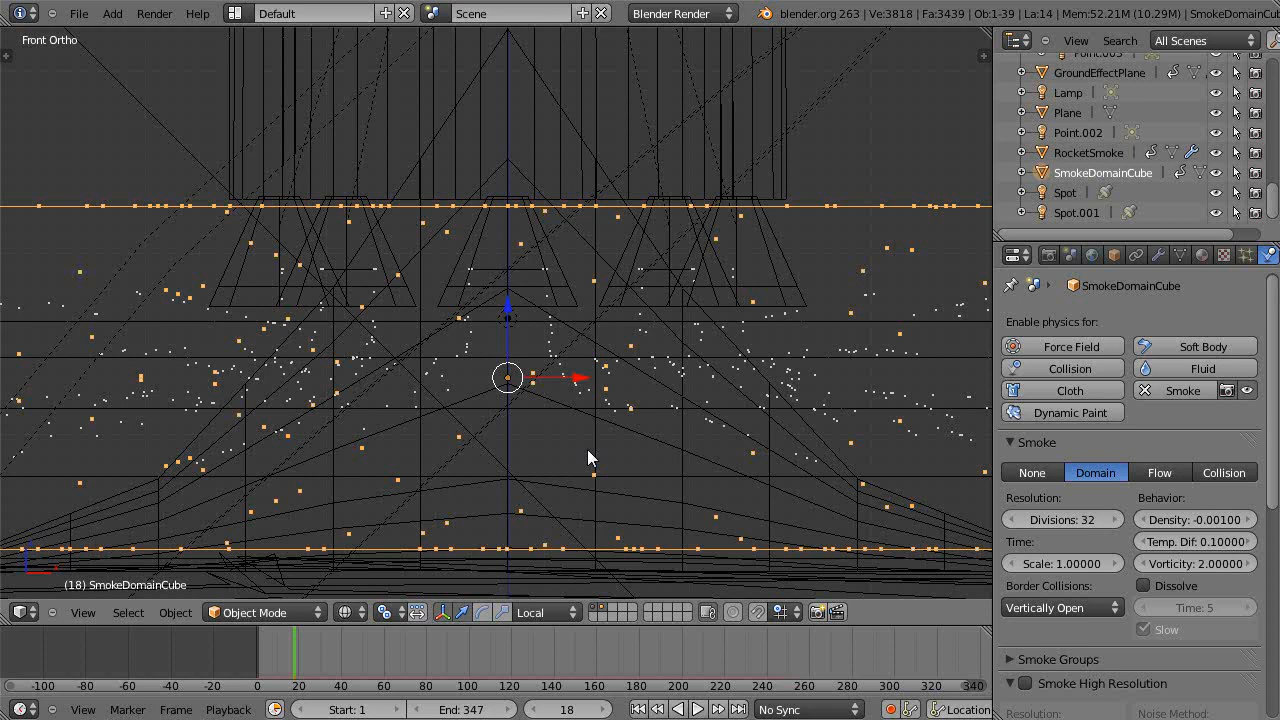 File Add Render Help Default Scene Blender Render blender.org 263 | Ve:3818 | Fa:3439 | Ob:1-39 | La:14 | Mem:52.21M (10.29M) | SmokeDomainCub
Front Ortho
View Search All Scenes
Point.003
GroundEffectPlane
Lamp
Plane
Point.002
RocketSmoke
SmokeDomainCube
Spot
Spot.001
SmokeDomainCube
Enable physics for:
Force Field Soft Body
Collision Fluid
Cloth Smoke
Dynamic Paint
Smoke
None Domain Flow Collision
Resolution: Behavior:
Divisions: 32 Density: -0.00100
Time: Temp. Dif: 0.10000
Scale: 1.00000 Vorticity: 2.00000
Border Collisions: Dissolve
Vertically Open Time: 5
Slow
Smoke Groups
Smoke High Resolution
Resolution: Noise Method:
(18) SmokeDomainCube
View Select Object Object Mode Local
-100 -80 -60 -40 -20 0 20 40 60 80 100 120 140 160 180 200 220 240 260 280 300 320 340
View Marker Frame Playback Start: 1 End: 347 18 No Sync Location